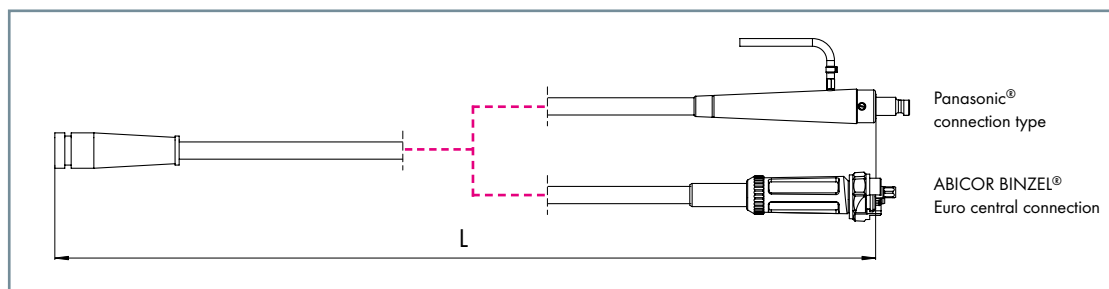 Panasonic®
connection type
ABICOR BINZEL®
Euro central connection
L